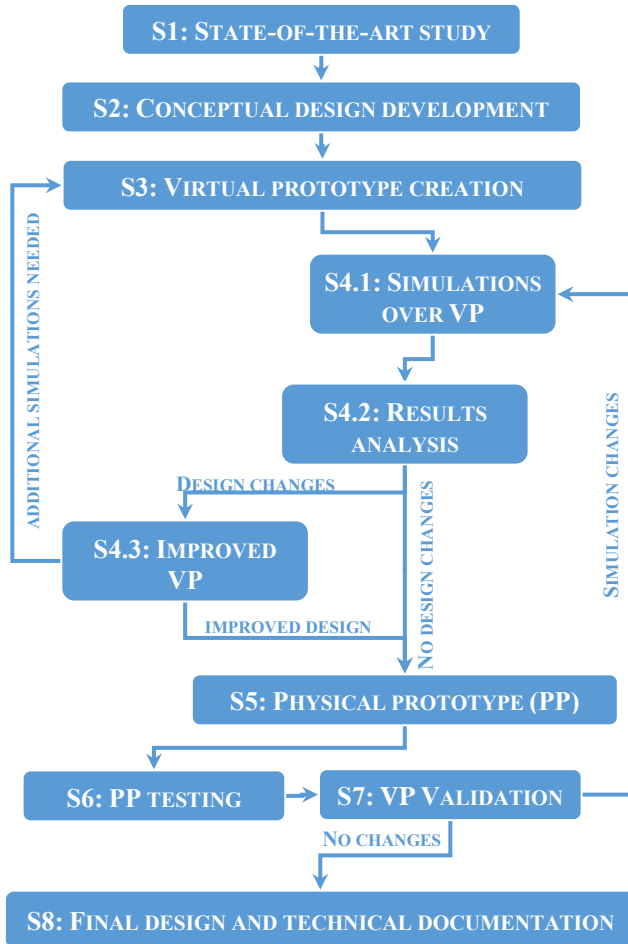 S1: State-of-the-art study
S2: Conceptual design development
S3: Virtual prototype creation
additional simulations needed
S4.1: Simulations
over VP
S4.2: Results
analysis
Simulation changes
Design changes
No design changes
S4.3: Improved
VP
improved design
S5: Physical prototype (PP)
S6: PP testing
S7: VP Validation
No changes
S8: Final design and technical documentation